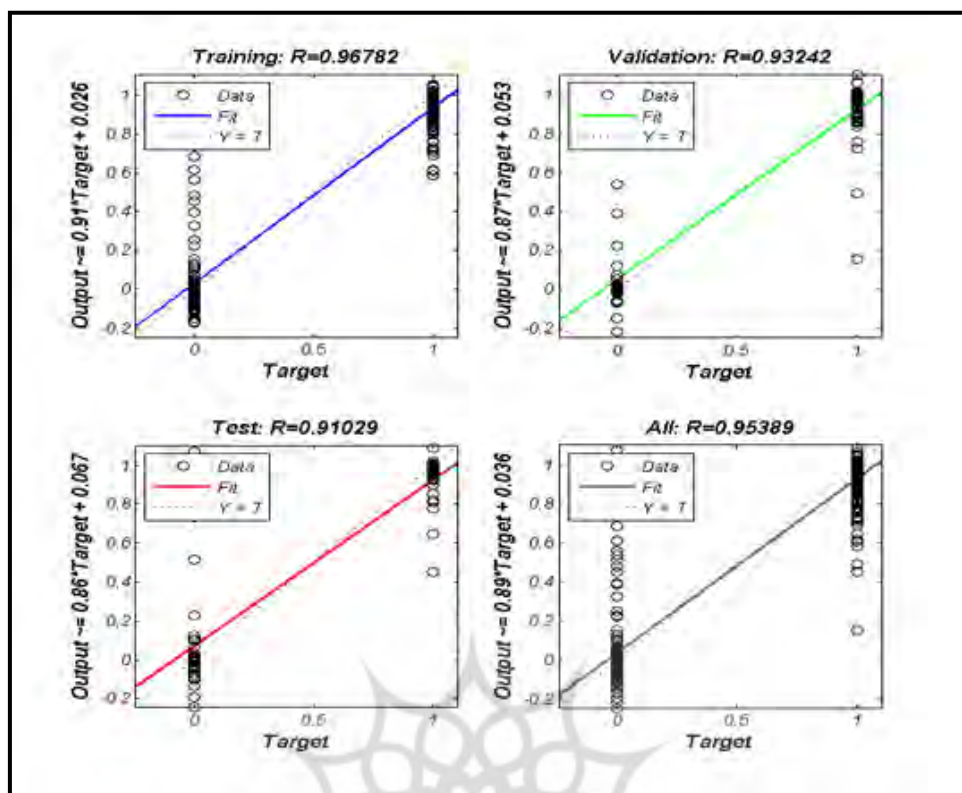 Training: R=0.96782
Output ~= 0.91*Target + 0.026
Data
Fit
Y = T
1
0.8
0.6
0.4
0.2
0
-0.2
0
0.5
1
Target
Validation: R=0.93242
Output ~= 0.87*Target + 0.053
Data
Fit
Y = T
1
0.8
0.6
0.4
0.2
0
-0.2
0
0.5
1
Target
Test: R=0.91029
Output ~= 0.86*Target + 0.067
Data
Fit
Y = T
1
0.8
0.6
0.4
0.2
0
-0.2
0
0.5
1
Target
All: R=0.95389
Output ~= 0.89*Target + 0.036
Data
Fit
Y = T
1
0.8
0.6
0.4
0.2
0
-0.2
0
0.5
1
Target